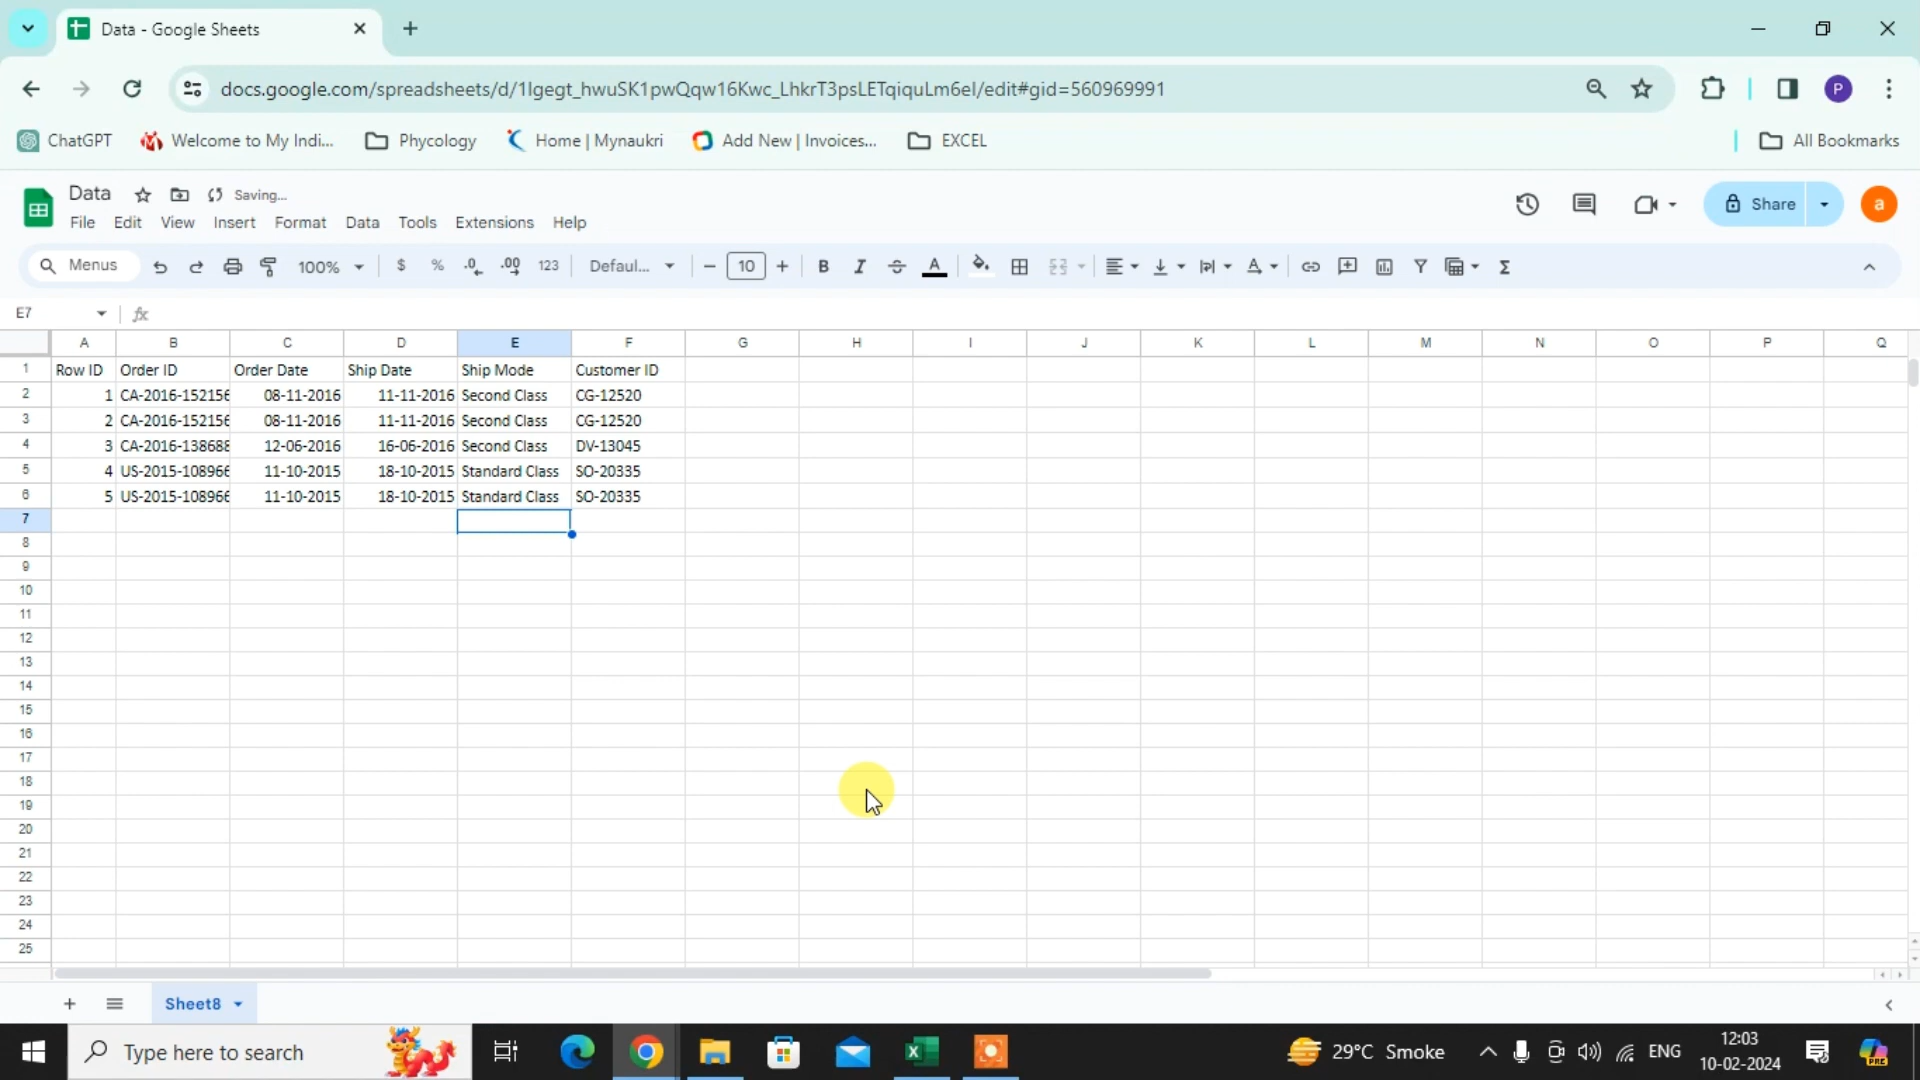 Data - Google Sheets
docs.google.com/spreadsheets/d/1Igegt_hwuSK1pwQqw16Kwc_LhkrT3psLETqiquLm6eI/edit#gid=560969991
P
ChatGPT Welcome to My Indi... Phycology Home | Mynaukri Add New | Invoices... EXCEL All Bookmarks
Data Saving...
File Edit View Insert Format Data Tools Extensions Help
Share a
Menus 100% $ % .0 .00 123 Defaul... 10 B I A Σ
E7 fx
A B C D E F G H I J K L M N O P Q
1 Row ID Order ID Order Date Ship Date Ship Mode Customer ID
2 1 CA-2016-152156 08-11-2016 11-11-2016 Second Class CG-12520
3 2 CA-2016-152156 08-11-2016 11-11-2016 Second Class CG-12520
4 3 CA-2016-138688 12-06-2016 16-06-2016 Second Class DV-13045
5 4 US-2015-108966 11-10-2015 18-10-2015 Standard Class SO-20335
6 5 US-2015-108966 11-10-2015 18-10-2015 Standard Class SO-20335
7
8
9
10
11
12
13
14
15
16
17
18
19
20
21
22
23
24
25
Sheet8
Type here to search
29°C Smoke ENG
12:03
10-02-2024
PRE